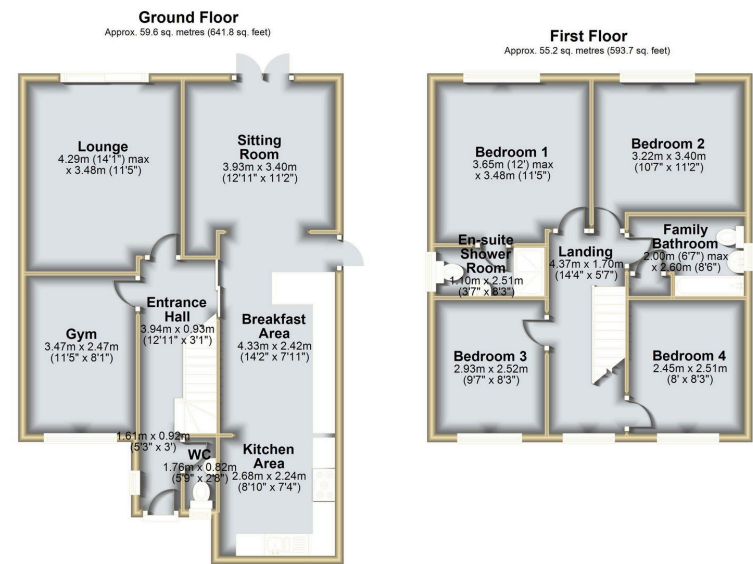 Ground Floor
Approx. 59.6 sq. metres (641.8 sq. feet)
Lounge
4.29m (14'1") max
x 3.48m (11'5")
Sitting
Room
3.93m x 3.40m
(12'11" x 11'2")
Gym
3.47m x 2.47m
(11'5" x 8'1")
Entrance
Hall
3.94m x 0.93m
(12'11" x 3'1")
Breakfast
Area
4.33m x 2.42m
(14'2" x 7'11")
1.61m x 0.92m
(5'3" x 3')
WC
1.76m x 0.82m
(5'9" x 2'8")
Kitchen
Area
2.68m x 2.24m
(8'10" x 7'4")
First Floor
Approx. 55.2 sq. metres (593.7 sq. feet)
Bedroom 1
3.65m (12') max
x 3.48m (11'5")
Bedroom 2
3.22m x 3.40m
(10'7" x 11'2")
En-suite
Shower
Room
1.10m x 2.51m
(3'7" x 8'3")
Landing
4.37m x 1.70m
(14'4" x 5'7")
Family
Bathroom
2.00m (6'7") max
x 2.60m (8'6")
Bedroom 3
2.93m x 2.52m
(9'7" x 8'3")
Bedroom 4
2.45m x 2.51m
(8' x 8'3")